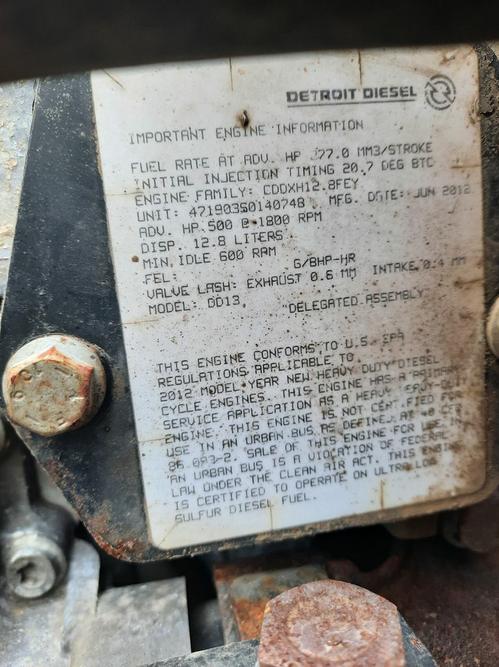 DETROIT DIESEL
IMPORTANT ENGINE INFORMATION
FUEL RATE AT ADV. HP 77.0 MM3/STROKE
INITIAL INJECTION TIMING 20.7 DEG BTC
ENGINE FAMILY: CDDXH12.8FEY
UNIT: 471903S0140748 MFG. DATE: JUN 2012
ADV. HP 500 @ 1800 RPM
DISP. 12.8 LITERS
MIN. IDLE 600 RPM
FEL: G/BHP-HR
VALVE LASH: EXHAUST 0.6 MM INTAKE 0.4 MM
MODEL: DD13 DELEGATED ASSEMBLY
THIS ENGINE CONFORMS TO U.S. EPA
REGULATIONS APPLICABLE TO
2012 MODEL YEAR NEW HEAVY DUTY DIESEL
CYCLE ENGINES. THIS ENGINE HAS A PRIMARY
SERVICE APPLICATION AS A HEAVY HEAVY-DUTY
ENGINE. THIS ENGINE IS NOT CERTIFIED FOR
USE IN AN URBAN BUS AS DEFINED AT 40 CFR
86.093-2. SALE OF THIS ENGINE FOR USE IN
AN URBAN BUS IS A VIOLATION OF FEDERAL
LAW UNDER THE CLEAN AIR ACT. THIS ENGINE
IS CERTIFIED TO OPERATE ON ULTRA LOW
SULFUR DIESEL FUEL.